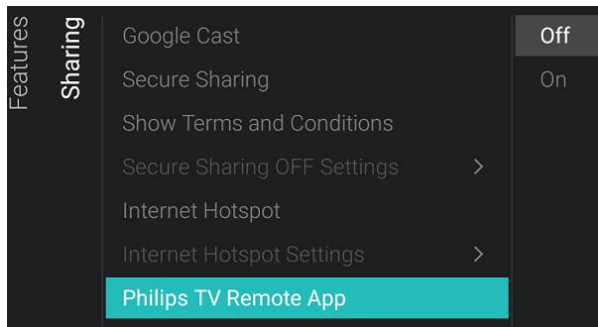 Features
Sharing
Google Cast
Secure Sharing
Show Terms and Conditions
Secure Sharing OFF Settings
Internet Hotspot
Internet Hotspot Settings
Philips TV Remote App
Off
On